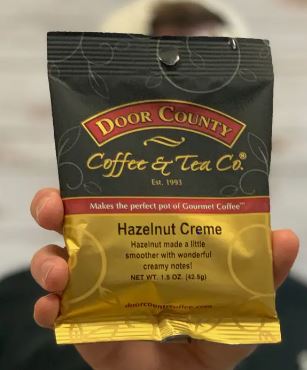 DOOR COUNTY
Coffee & Tea Co.®
Est. 1993
Makes the perfect pot of Gourmet Coffee™
Hazelnut Creme
Hazelnut made a little
smoother with wonderful
creamy notes!
NET WT. 1.5 OZ. (42.5g)
doorcountycoffee.com